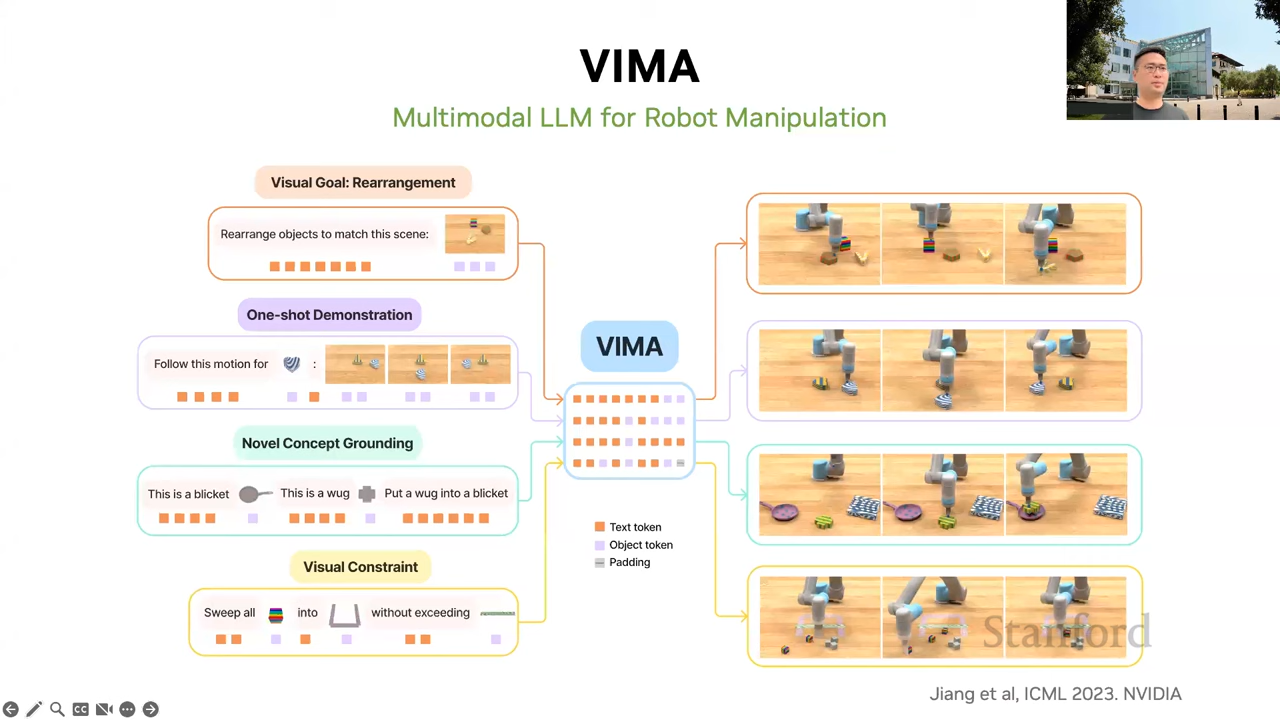 VIMA
Multimodal LLM for Robot Manipulation
Visual Goal: Rearrangement
Rearrange objects to match this scene:
One-shot Demonstration
Follow this motion for :
Novel Concept Grounding
This is a blicket This is a wug Put a wug into a blicket
Visual Constraint
Sweep all into without exceeding
VIMA
Text token
Object token
Padding
Stanford
Jiang et al, ICML 2023. NVIDIA
CC